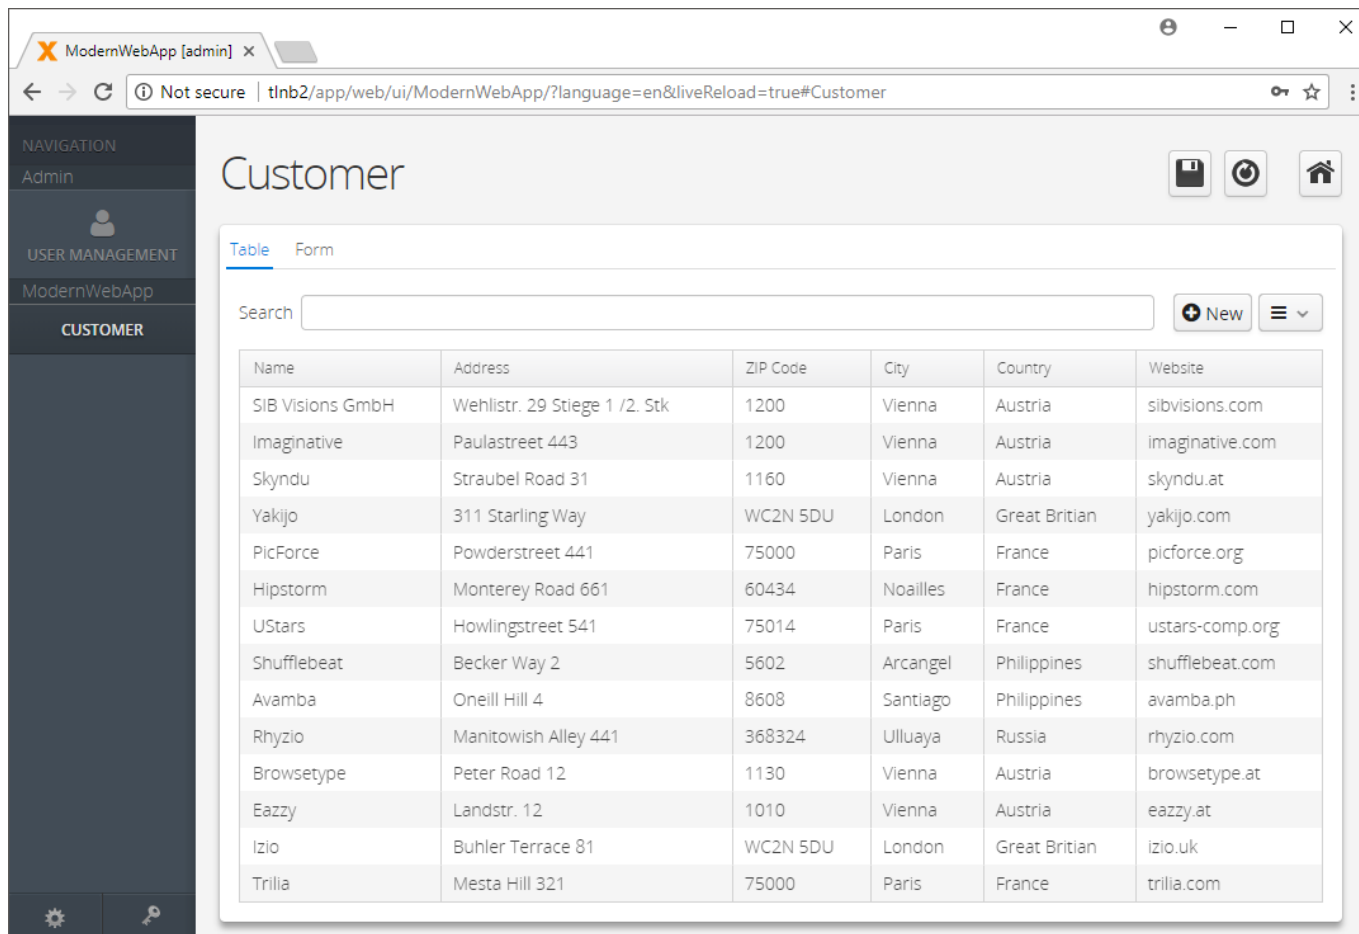 ModernWebApp [admin]
Not secure | tlnb2/app/web/ui/ModernWebApp/?language=en&liveReload=true#Customer
NAVIGATION
Admin
USER MANAGEMENT
ModernWebApp
CUSTOMER
Customer
Table Form
Search New
Name Address ZIP Code City Country Website
SIB Visions GmbH Wehlistr. 29 Stiege 1 /2. Stk 1200 Vienna Austria sibvisions.com
Imaginative Paulastreet 443 1200 Vienna Austria imaginative.com
Skyndu Straubel Road 31 1160 Vienna Austria skyndu.at
Yakijo 311 Starling Way WC2N 5DU London Great Britian yakijo.com
PicForce Powderstreet 441 75000 Paris France picforce.org
Hipstorm Monterey Road 661 60434 Noailles France hipstorm.com
UStars Howlingstreet 541 75014 Paris France ustars-comp.org
Shufflebeat Becker Way 2 5602 Arcangel Philippines shufflebeat.com
Avamba Oneill Hill 4 8608 Santiago Philippines avamba.ph
Rhyzio Manitowish Alley 441 368324 Ulluaya Russia rhyzio.com
Browsetype Peter Road 12 1130 Vienna Austria browsetype.at
Eazzy Landstr. 12 1010 Vienna Austria eazzy.at
Izio Buhler Terrace 81 WC2N 5DU London Great Britian izio.uk
Trilia Mesta Hill 321 75000 Paris France trilia.com